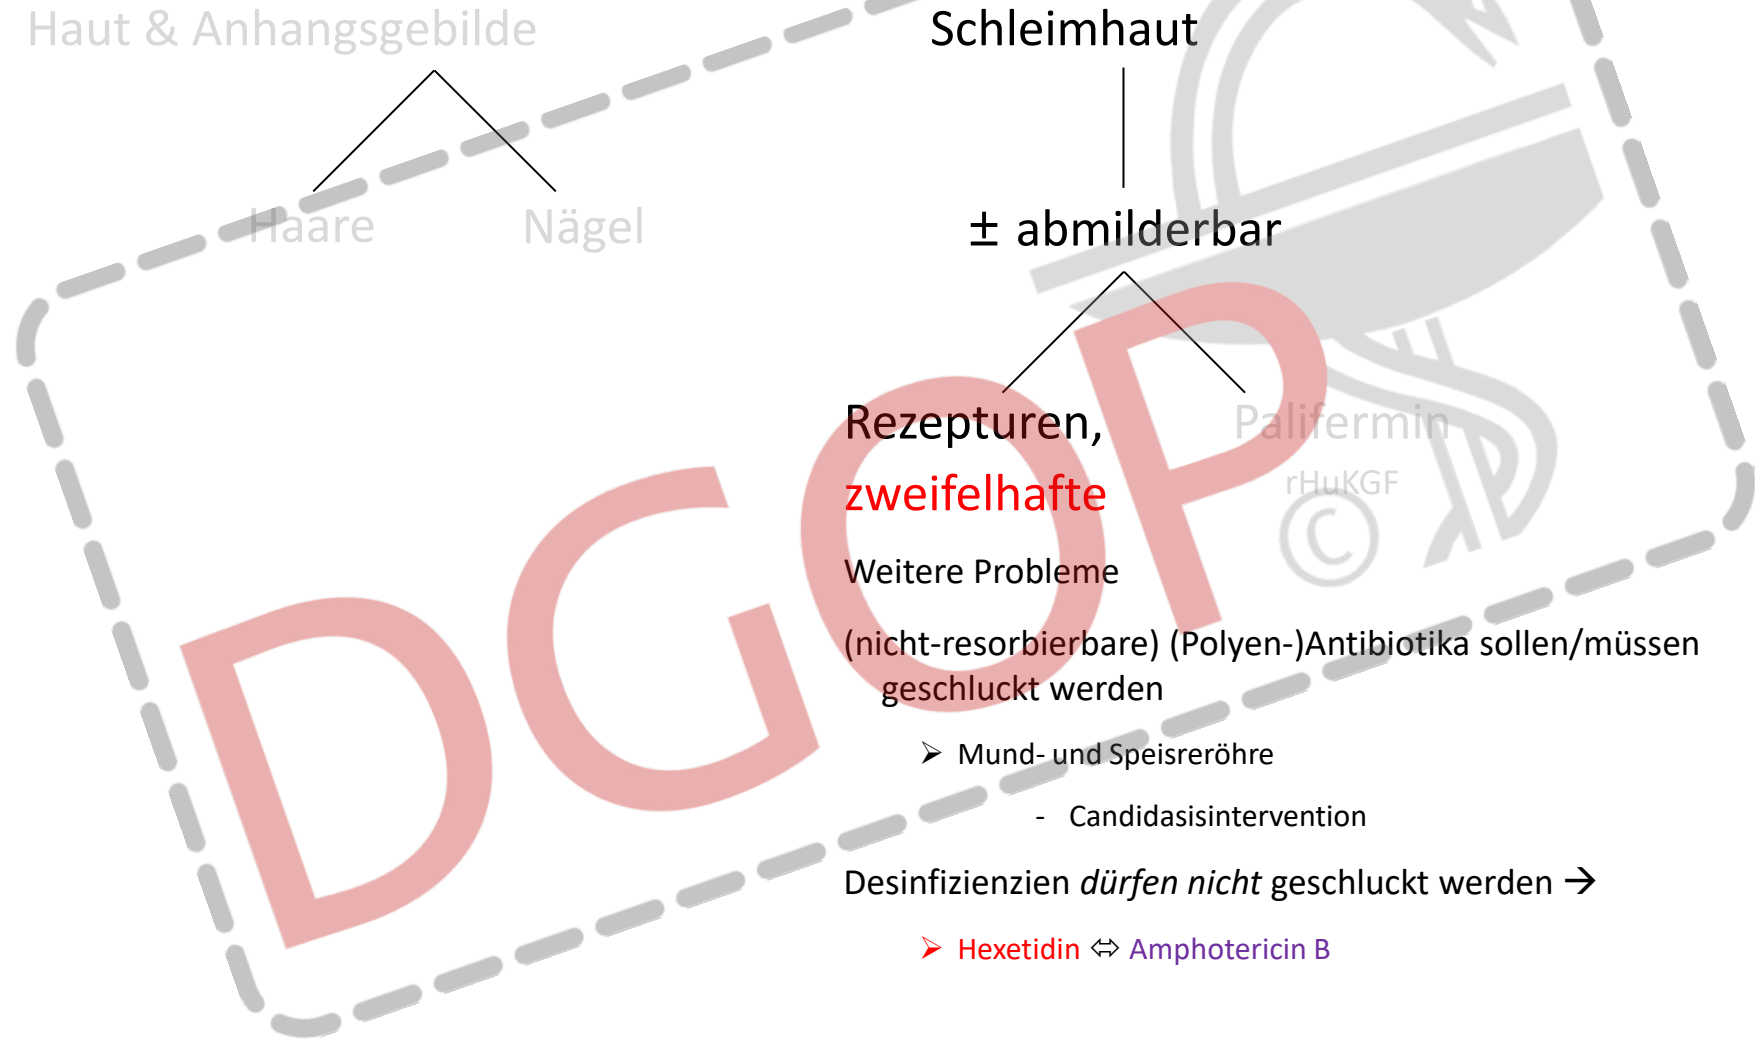 Haut & Anhangsgebilde
Schleimhaut
Haare
Nägel
± abmilderbar
Rezepturen,
zweifelhafte
Palifermin
rHuKGF
©
DGOP
Weitere Probleme
(nicht-resorbierbare) (Polyen-)Antibiotika sollen/müssen
geschluckt werden
➢ Mund- und Speisreröhre
- Candidasisintervention
Desinfizienzien dürfen nicht geschluckt werden →
➢ Hexetidin ⇔ Amphotericin B